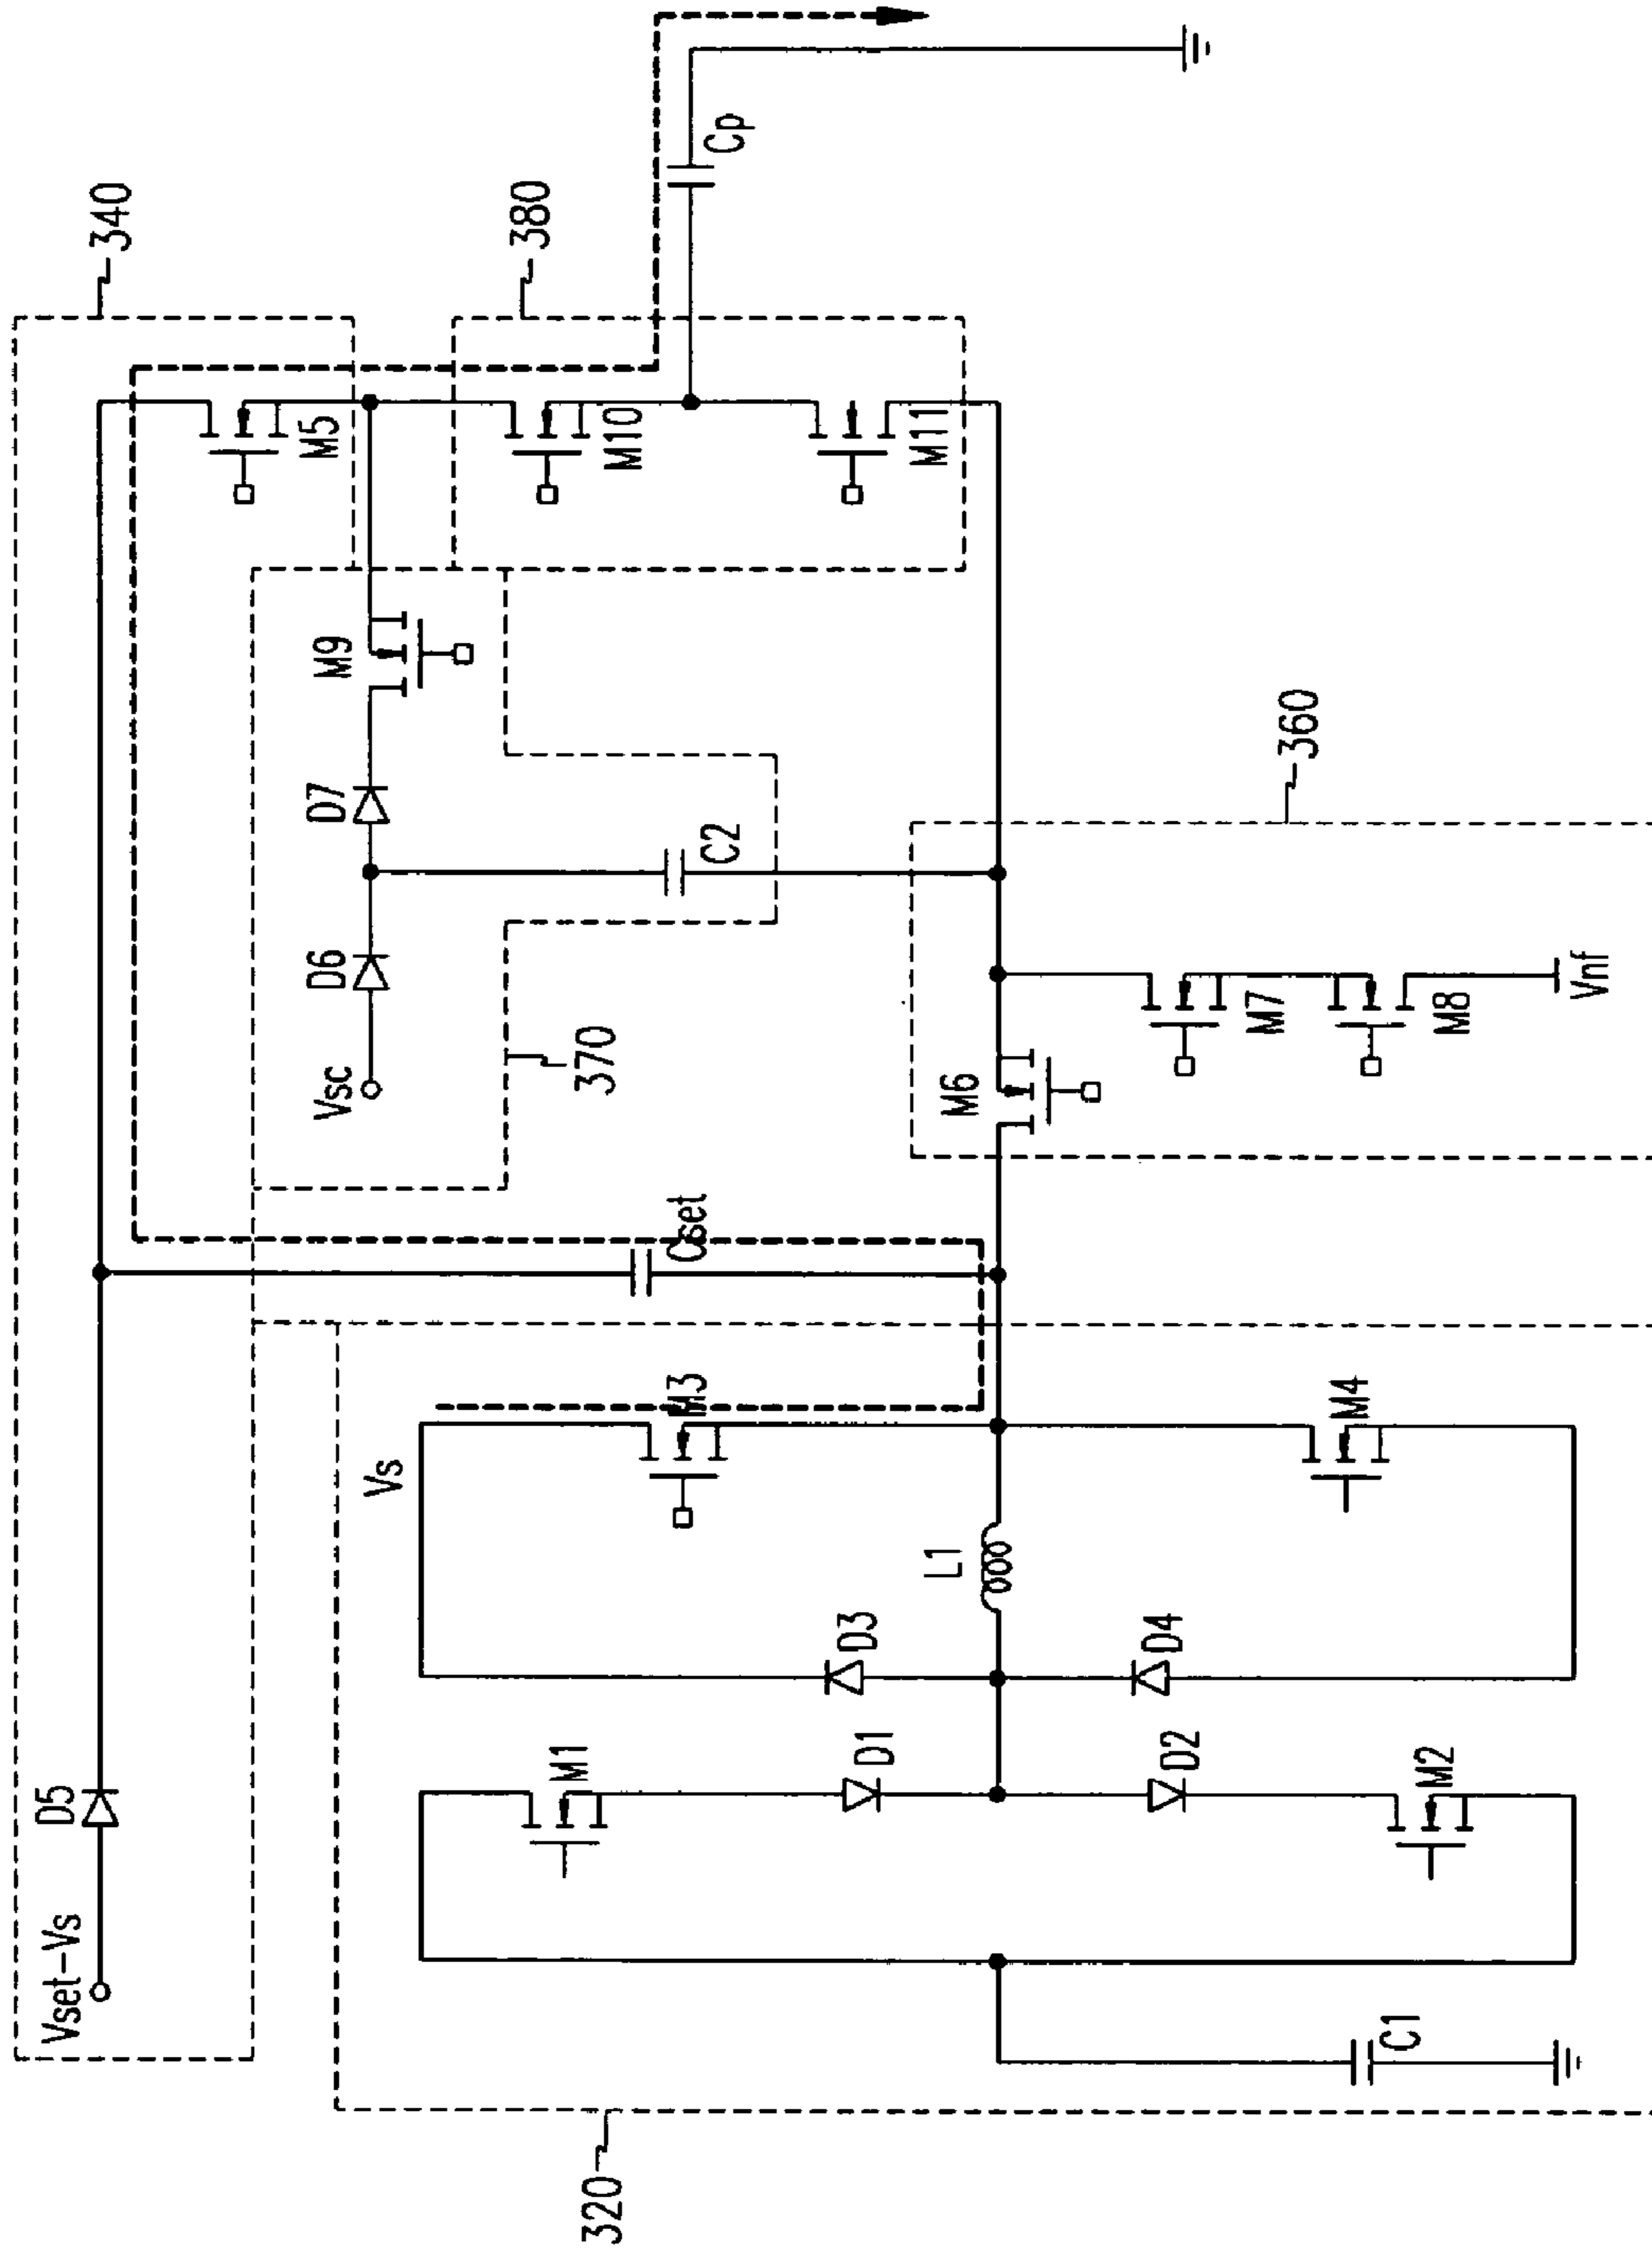 340
380
Cp
M5
M10
M11
M9
D7
D6
Vsc
C2
370
360
M6
M7
M8
Vnf
Cset
Vs
M3
M4
L1
D3
D4
D5
Vset-Vs
M1
D1
D2
M2
C1
320